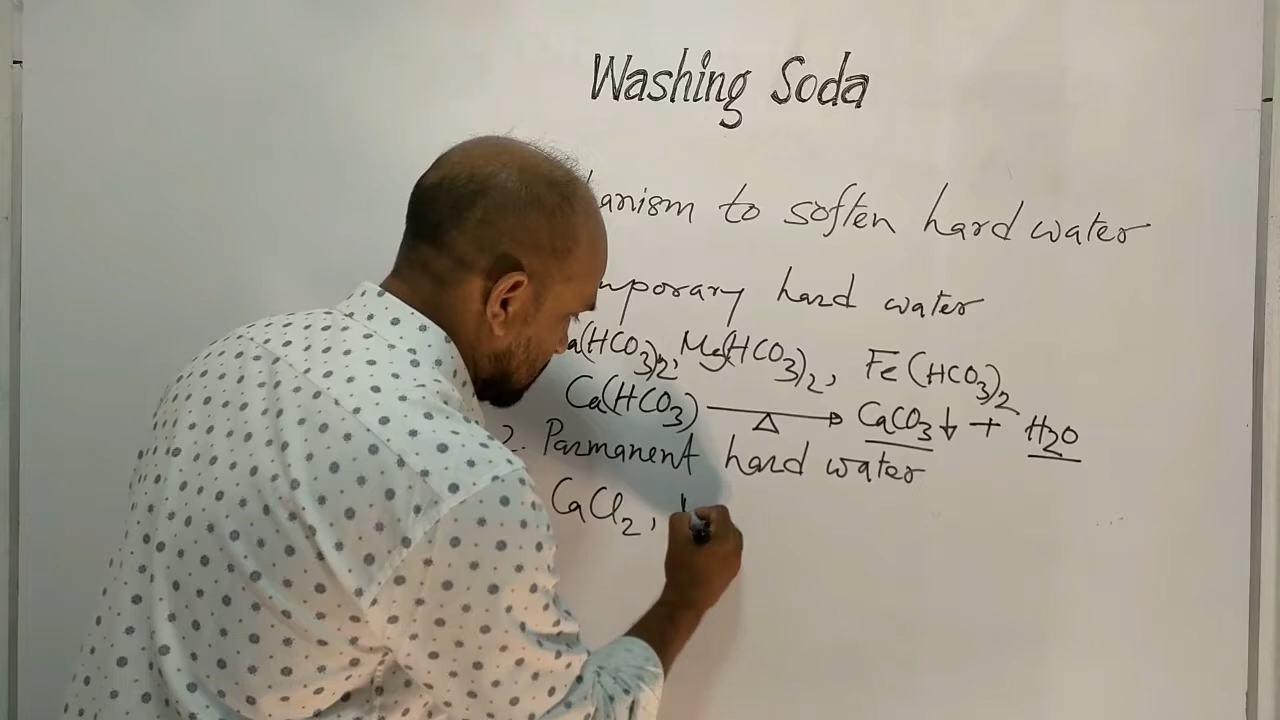 Washing Soda
anism to soften hard water
mporary hard water
a(HCO3)2, Mg(HCO3)2, Fe(HCO3)2
Ca(HCO3) ⟶Δ CaCO3↓ + H2O
2. Parmanent hard water
CaCl2,